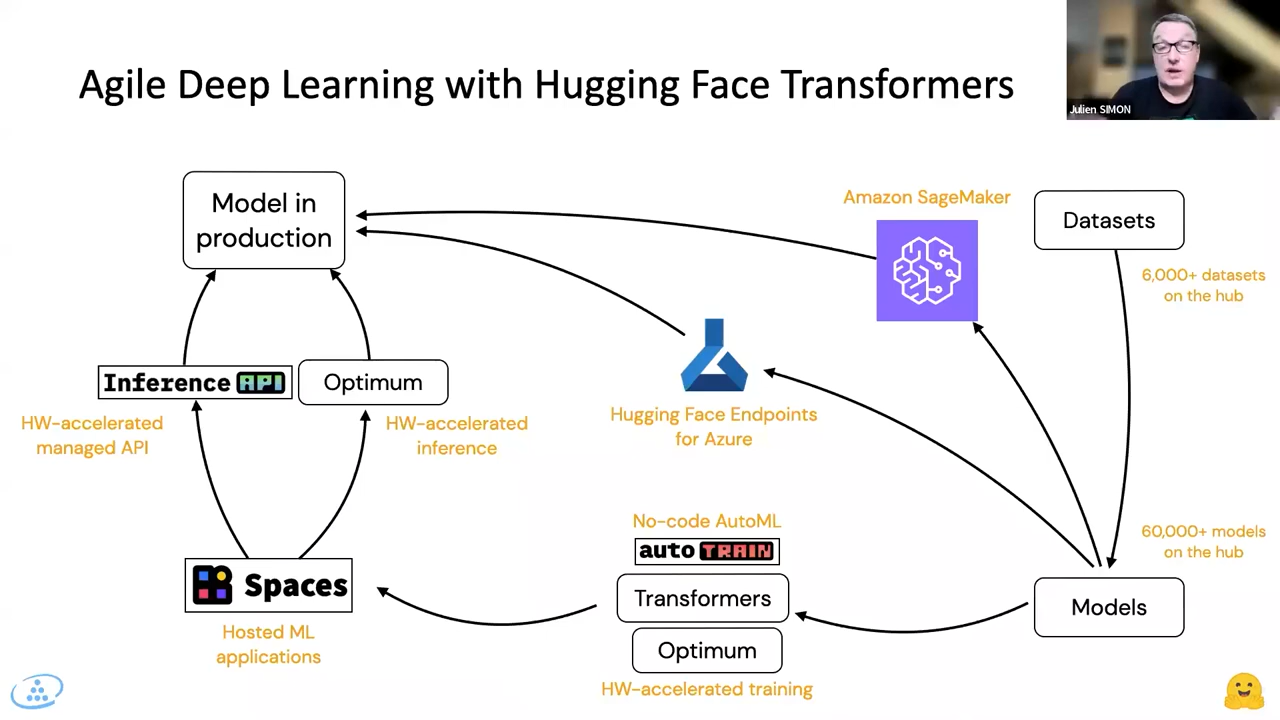 Agile Deep Learning with Hugging Face Transformers
Julien SIMON
Model in
production
Amazon SageMaker
Datasets
6,000+ datasets
on the hub
Inference API
Optimum
HW-accelerated
managed API
HW-accelerated
inference
Hugging Face Endpoints
for Azure
No-code AutoML
auto TRAIN
60,000+ models
on the hub
Spaces
Transformers
Models
Hosted ML
applications
Optimum
HW-accelerated training